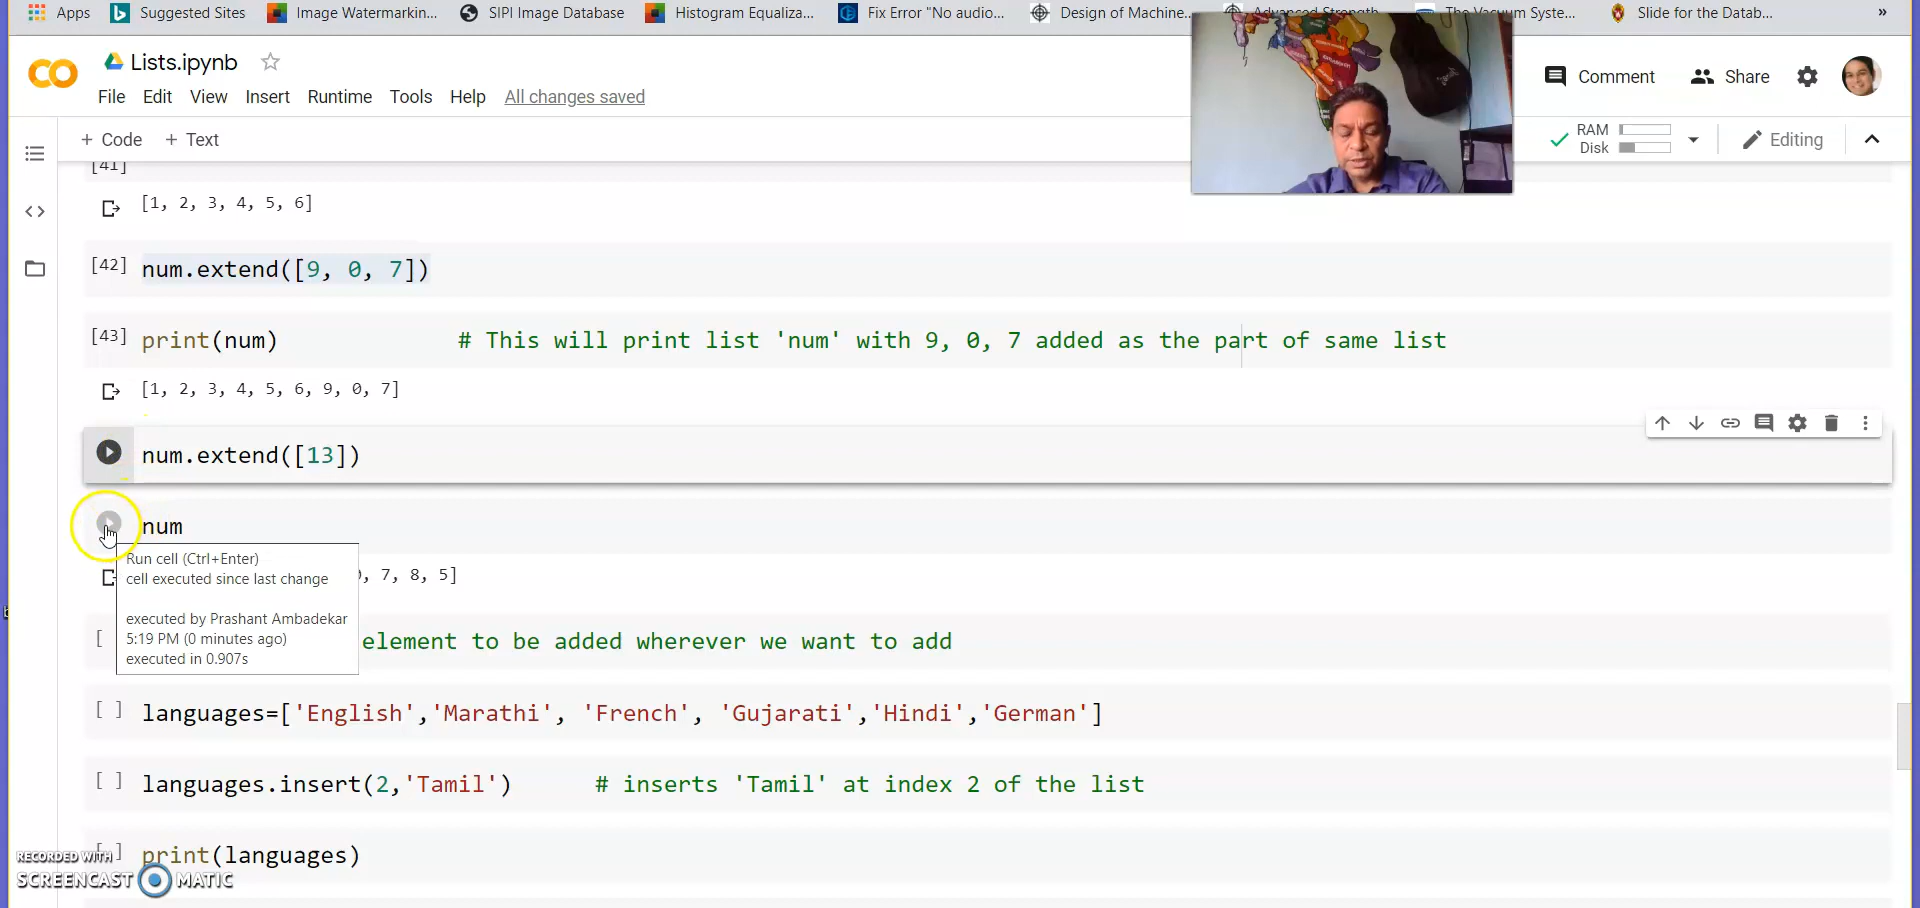 Apps Suggested Sites Image Watermarkin... SIPI Image Database Histogram Equaliza... Fix Error "No audio... Design of Machine... Advanced Strength The Vacuum Syste... Slide for the Datab... »
Lists.ipynb
Comment Share
File Edit View Insert Runtime Tools Help All changes saved
+ Code + Text
RAM
Disk
Editing
[41]
[1, 2, 3, 4, 5, 6]
[42] num.extend([9, 0, 7])
[43] print(num) # This will print list 'num' with 9, 0, 7 added as the part of same list
[1, 2, 3, 4, 5, 6, 9, 0, 7]
num.extend([13])
num
Run cell (Ctrl+Enter)
cell executed since last change
, 7, 8, 5]
executed by Prashant Ambadekar
5:19 PM (0 minutes ago)
executed in 0.907s
[ element to be added wherever we want to add
[ ] languages=['English','Marathi', 'French', 'Gujarati','Hindi','German']
[ ] languages.insert(2,'Tamil') # inserts 'Tamil' at index 2 of the list
[ ] print(languages)
RECORDED WITH
SCREENCAST MATIC